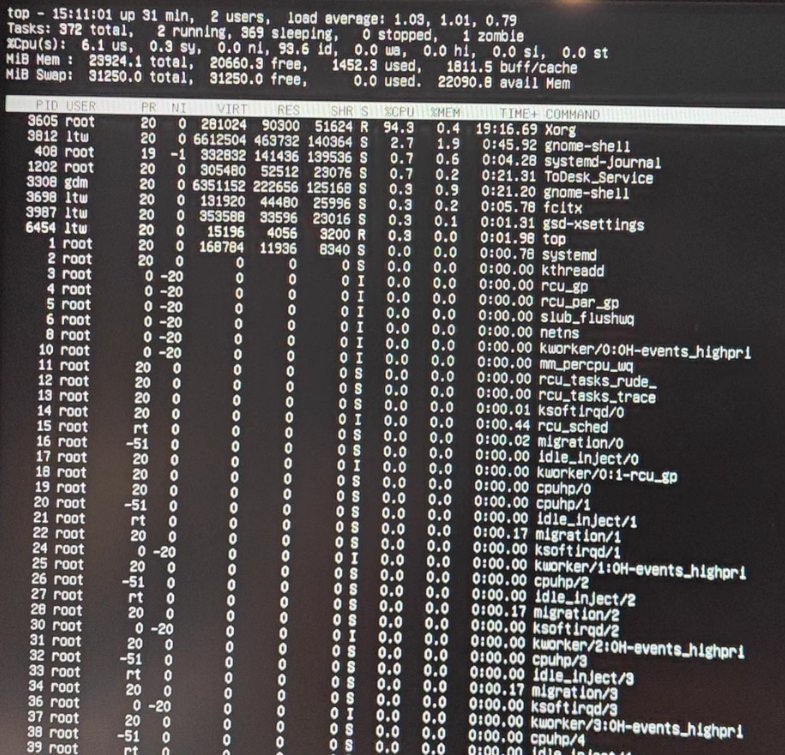 top - 15:11:01 up 31 min, 2 users, load average: 1.03, 1.01, 0.79
Tasks: 372 total, 2 running, 369 sleeping, 0 stopped, 1 zombie
%Cpu(s): 6.1 us, 0.3 sy, 0.0 ni, 93.6 id, 0.0 wa, 0.0 hi, 0.0 si, 0.0 st
MiB Mem : 23924.1 total, 20660.3 free, 1452.3 used, 1811.5 buff/cache
MiB Swap: 31250.0 total, 31250.0 free, 0.0 used. 22090.8 avail Mem
PID USER PR NI VIRT RES SHR S %CPU %MEM TIME+ COMMAND
3605 root 20 0 281024 90300 51624 R 94.3 0.4 19:16.69 Xorg
3812 ltw 20 0 6612504 463732 140364 S 2.7 1.9 0:45.92 gnome-shell
408 root 19 -1 332832 141436 139536 S 0.7 0.6 0:04.28 systemd-journal
1202 root 20 0 305480 52512 23076 S 0.7 0.2 0:21.31 ToDesk_Service
3308 gdm 20 0 6351152 222656 125168 S 0.3 0.9 0:21.20 gnome-shell
3698 ltw 20 0 131920 44480 25996 S 0.3 0.2 0:05.78 fcitx
3987 ltw 20 0 353588 33596 23016 S 0.3 0.1 0:01.31 gsd-xsettings
6454 ltw 20 0 15196 4056 3200 R 0.3 0.0 0:01.98 top
1 root 20 0 168784 11936 8340 S 0.0 0.0 0:00.78 systemd
2 root 20 0 0 0 0 S 0.0 0.0 0:00.00 kthreadd
3 root 0 -20 0 0 0 I 0.0 0.0 0:00.00 rcu_gp
4 root 0 -20 0 0 0 I 0.0 0.0 0:00.00 rcu_par_gp
5 root 0 -20 0 0 0 I 0.0 0.0 0:00.00 slub_flushwq
6 root 0 -20 0 0 0 I 0.0 0.0 0:00.00 netns
8 root 0 -20 0 0 0 I 0.0 0.0 0:00.00 kworker/0:0H-events_highpri
10 root 0 -20 0 0 0 I 0.0 0.0 0:00.00 mm_percpu_wq
11 root 20 0 0 0 0 S 0.0 0.0 0:00.00 rcu_tasks_rude_
12 root 20 0 0 0 0 S 0.0 0.0 0:00.00 rcu_tasks_trace
13 root 20 0 0 0 0 S 0.0 0.0 0:00.01 ksoftirqd/0
14 root 20 0 0 0 0 I 0.0 0.0 0:00.44 rcu_sched
15 root rt 0 0 0 0 S 0.0 0.0 0:00.02 migration/0
16 root -51 0 0 0 0 S 0.0 0.0 0:00.00 idle_inject/0
17 root 20 0 0 0 0 I 0.0 0.0 0:00.00 kworker/0:1-rcu_gp
18 root 20 0 0 0 0 S 0.0 0.0 0:00.00 cpuhp/0
19 root 20 0 0 0 0 S 0.0 0.0 0:00.00 cpuhp/1
20 root -51 0 0 0 0 S 0.0 0.0 0:00.00 idle_inject/1
21 root rt 0 0 0 0 S 0.0 0.0 0:00.17 migration/1
22 root 20 0 0 0 0 S 0.0 0.0 0:00.00 ksoftirqd/1
24 root 0 -20 0 0 0 I 0.0 0.0 0:00.00 kworker/1:0H-events_highpri
25 root 20 0 0 0 0 S 0.0 0.0 0:00.00 cpuhp/2
26 root -51 0 0 0 0 S 0.0 0.0 0:00.00 idle_inject/2
27 root rt 0 0 0 0 S 0.0 0.0 0:00.17 migration/2
28 root 20 0 0 0 0 S 0.0 0.0 0:00.00 ksoftirqd/2
30 root 0 -20 0 0 0 I 0.0 0.0 0:00.00 kworker/2:0H-events_highpri
31 root 20 0 0 0 0 S 0.0 0.0 0:00.00 cpuhp/3
32 root -51 0 0 0 0 S 0.0 0.0 0:00.00 idle_inject/3
33 root rt 0 0 0 0 S 0.0 0.0 0:00.17 migration/3
34 root 20 0 0 0 0 S 0.0 0.0 0:00.00 ksoftirqd/3
36 root 0 -20 0 0 0 I 0.0 0.0 0:00.00 kworker/3:0H-events_highpri
37 root 20 0 0 0 0 S 0.0 0.0 0:00.00 cpuhp/4
38 root -51 0 0 0 0 S 0.0 0.0 0:00.00
39 root rt 0